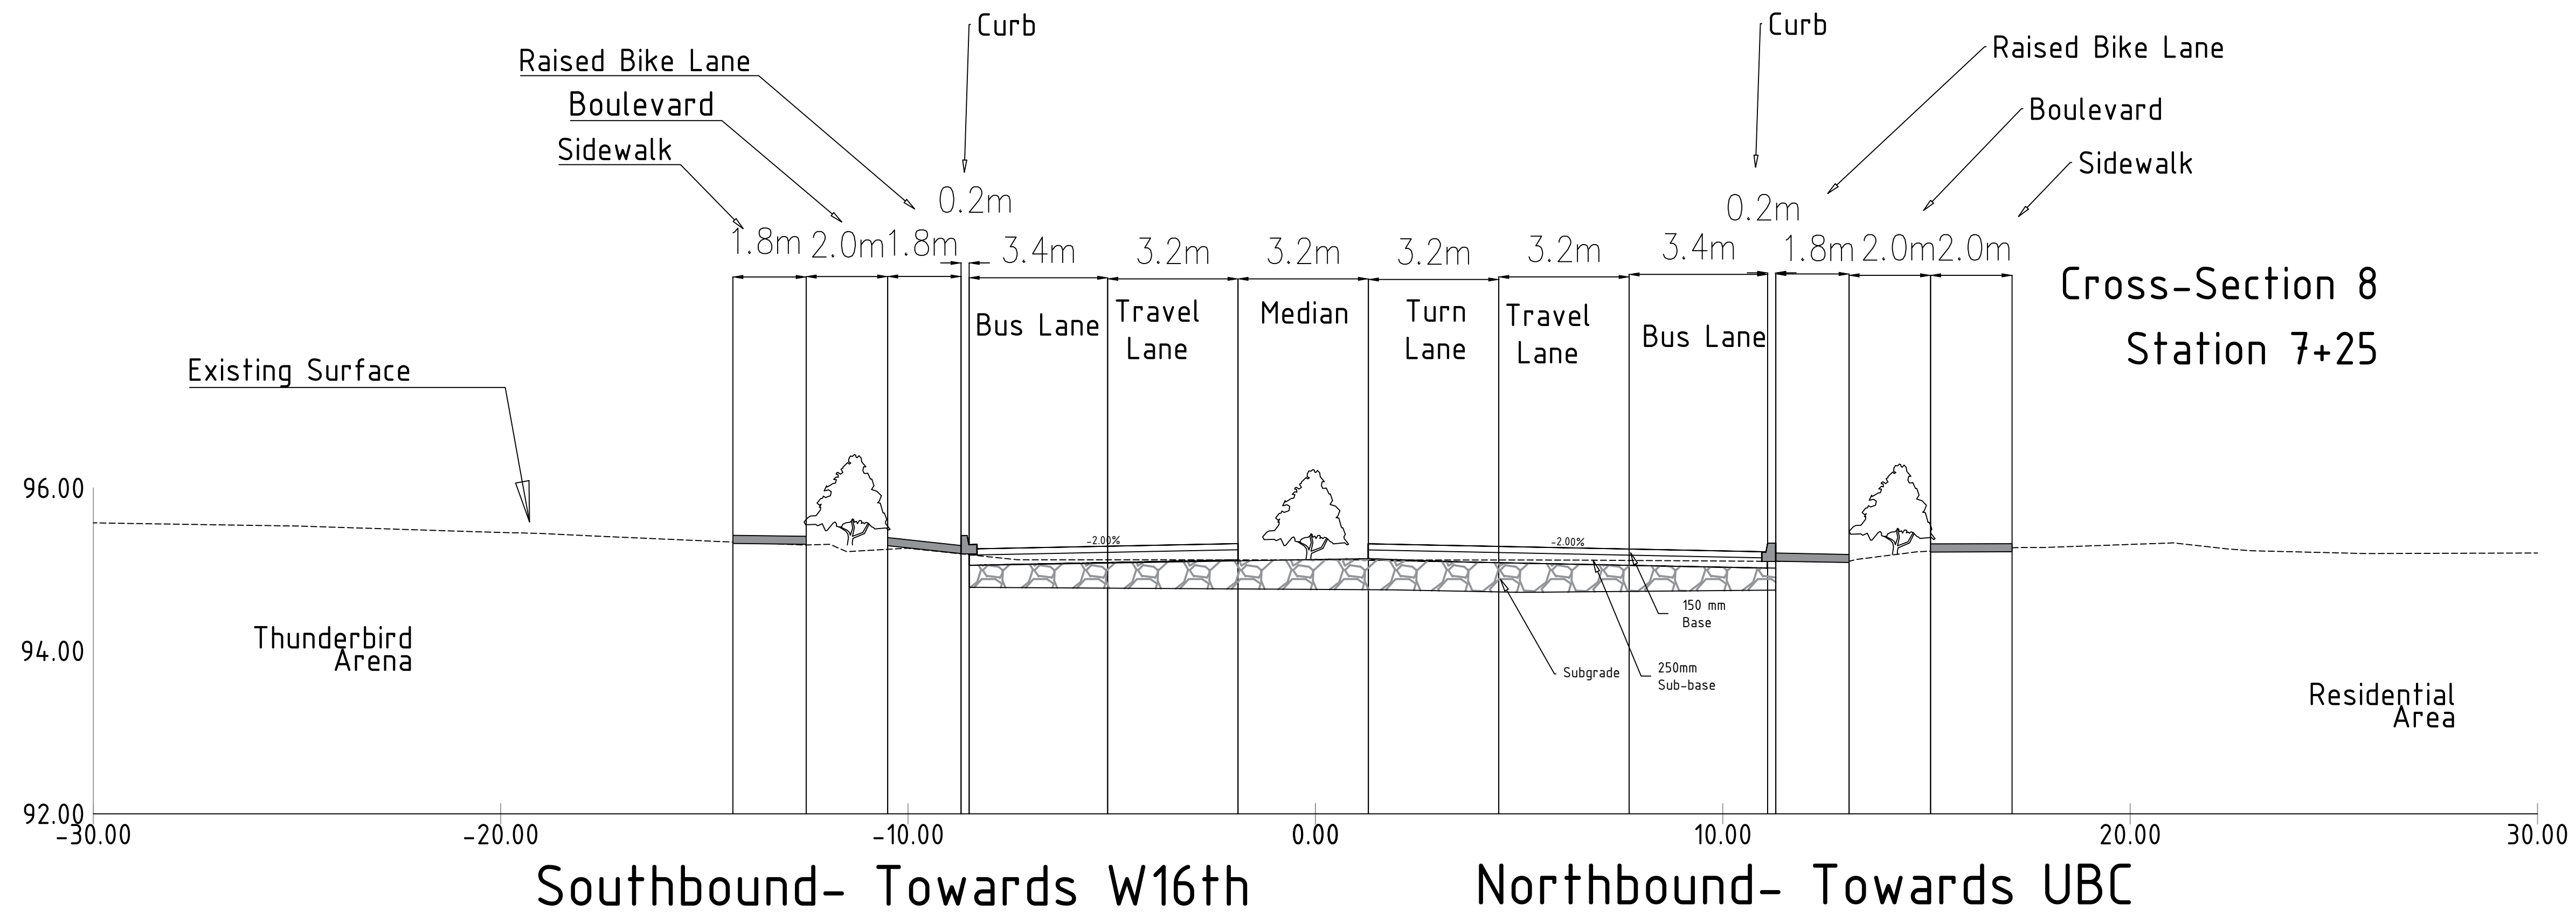 Curb
Curb
Raised Bike Lane
Raised Bike Lane
Boulevard
Boulevard
Sidewalk
Sidewalk
0.2m
0.2m
1.8m 2.0m 1.8m 3.4m 3.2m 3.2m 3.2m 3.2m 3.4m 1.8m 2.0m 2.0m
Cross-Section 8
Station 7+25
Bus Lane
Travel
Lane
Median
Turn
Lane
Travel
Lane
Bus Lane
Existing Surface
96.00
94.00
92.00
-2.00%
-2.00%
150 mm
Base
250mm
Sub-base
Subgrade
Thunderbird
Arena
Residential
Area
-30.00 -20.00 -10.00 0.00 10.00 20.00 30.00
Southbound- Towards W16th
Northbound- Towards UBC